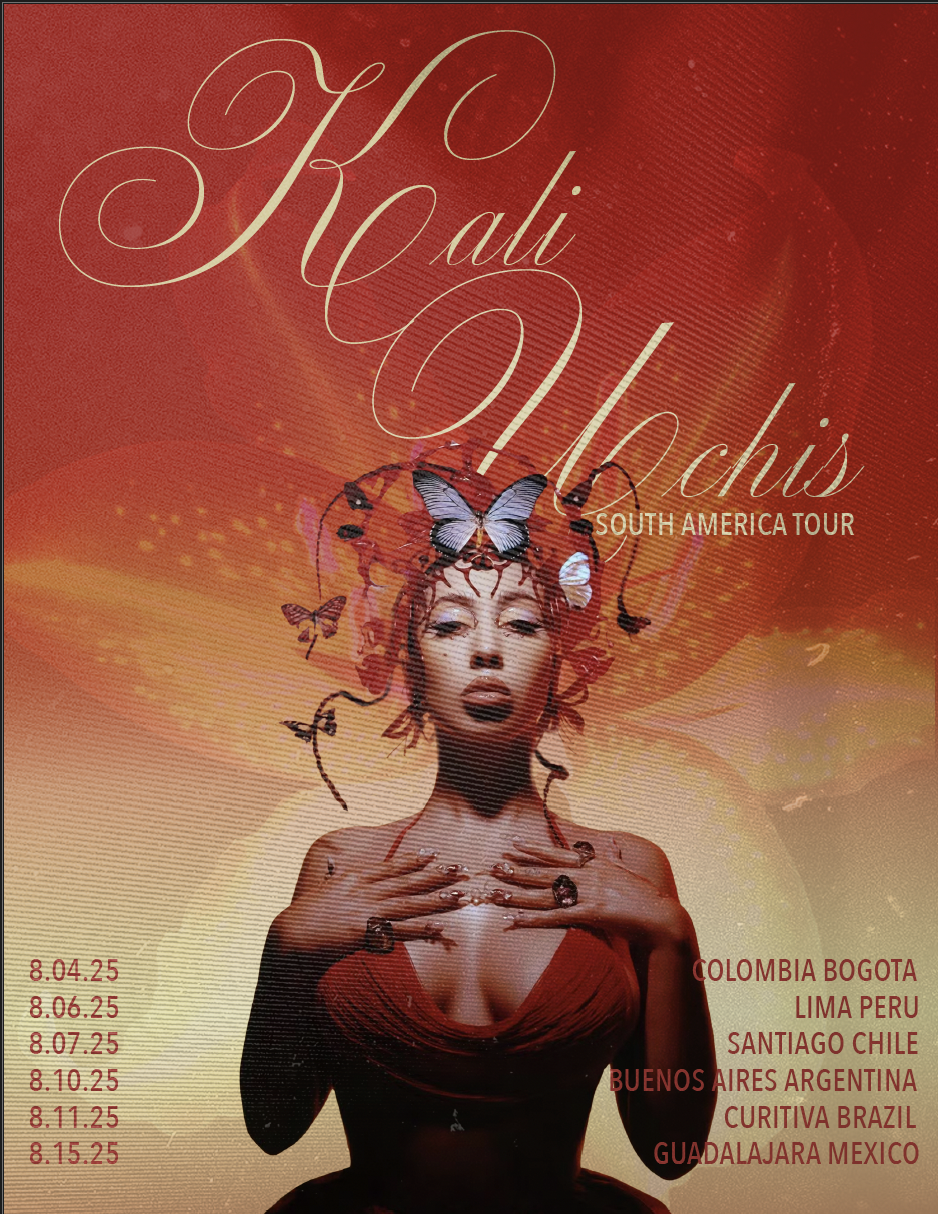 Kali
Uchis
SOUTH AMERICA TOUR
8.04.25 COLOMBIA BOGOTA
8.06.25 LIMA PERU
8.07.25 SANTIAGO CHILE
8.10.25 BUENOS AIRES ARGENTINA
8.11.25 CURITIVA BRAZIL
8.15.25 GUADALAJARA MEXICO